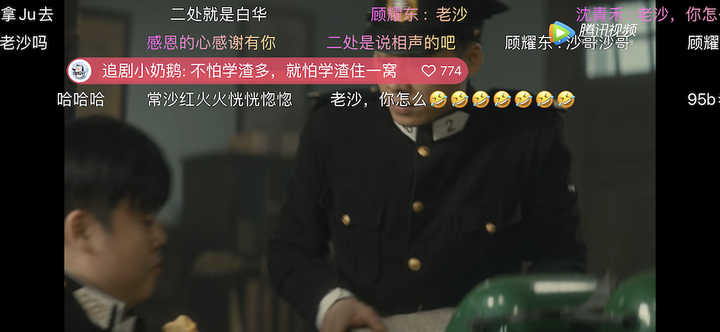 拿Ju去 二处就是白华 顾耀东：老沙 沈青禾：老沙，你怎
老沙吗 感恩的心感谢有你 二处是说相声的吧 顾耀东：沙哥沙哥 顾耀
腾讯视频
追剧小奶鹅: 不怕学渣多，就怕学渣住一窝 774
哈哈哈 常沙红火火恍恍惚惚 老沙，你怎么🤣🤣🤣🤣🤣🤣🤣 95b
2